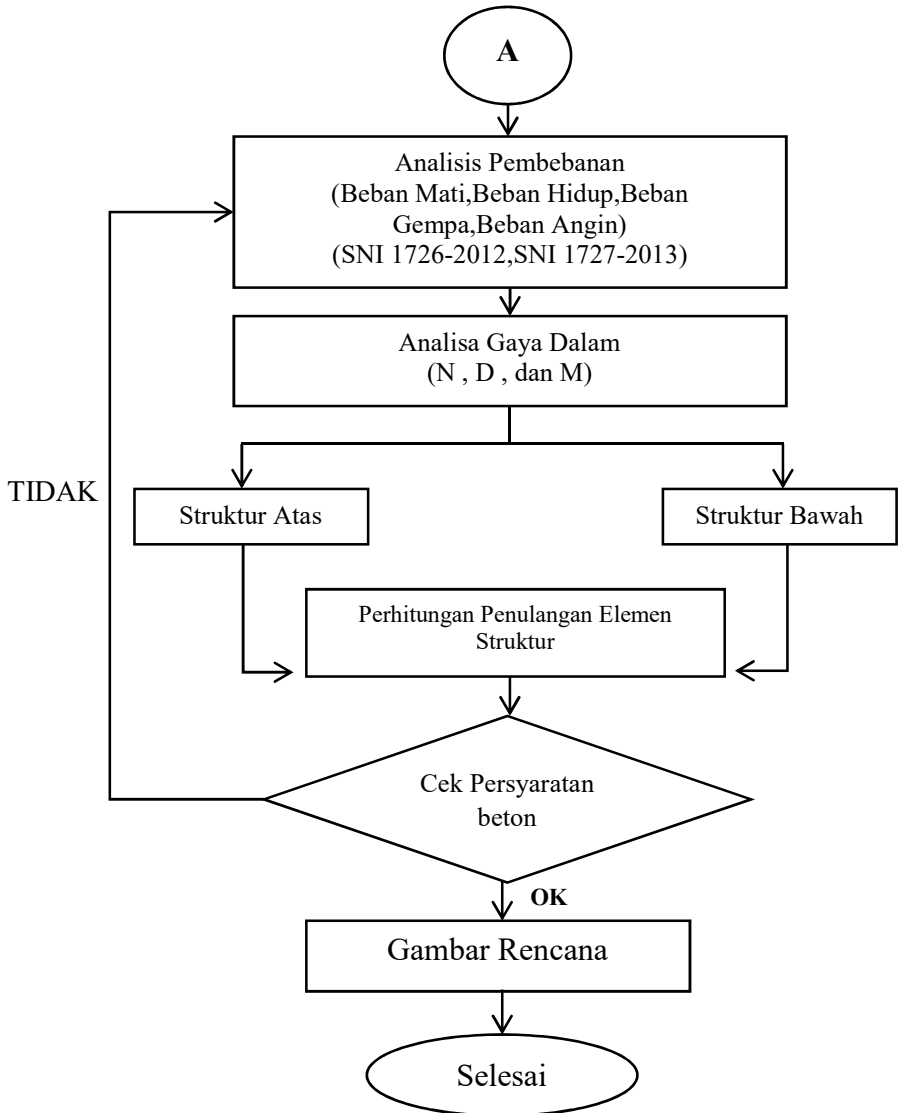 A
Analisis Pembebanan
(Beban Mati,Beban Hidup,Beban
Gempa,Beban Angin)
(SNI 1726-2012,SNI 1727-2013)
Analisa Gaya Dalam
(N , D , dan M)
TIDAK
Struktur Atas
Struktur Bawah
Perhitungan Penulangan Elemen
Struktur
Cek Persyaratan
beton
OK
Gambar Rencana
Selesai